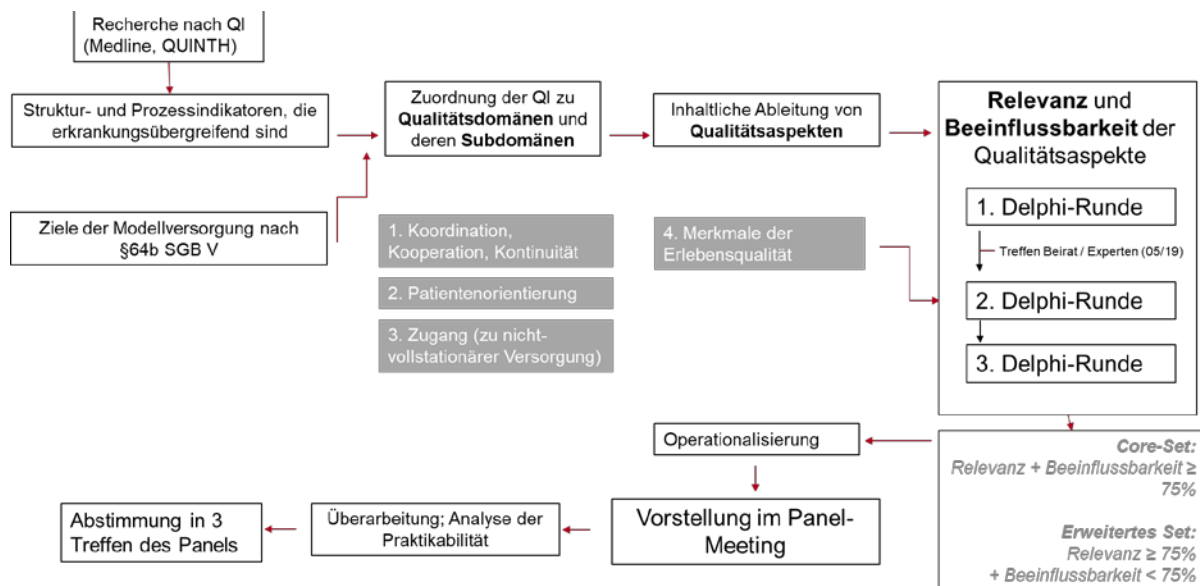 Recherche nach QI
(Medline, QUINTH)
Struktur- und Prozessindikatoren, die
erkrankungsübergreifend sind
Ziele der Modellversorgung nach
§64b SGB V
Zuordnung der QI zu
Qualitätsdomänen und
deren Subdomänen
1. Koordination,
Kooperation, Kontinuität
2. Patientenorientierung
3. Zugang (zu nicht-
vollstationärer Versorgung)
Inhaltliche Ableitung von
Qualitätsaspekten
4. Merkmale der
Erlebensqualität
Relevanz und
Beeinflussbarkeit der
Qualitätsaspekte
1. Delphi-Runde
Treffen Beirat / Experten (05/19)
2. Delphi-Runde
3. Delphi-Runde
Core-Set:
Relevanz + Beeinflussbarkeit ≥
75%
Erweitertes Set:
Relevanz ≥ 75%
+ Beeinflussbarkeit < 75%
Operationalisierung
Vorstellung im Panel-
Meeting
Überarbeitung; Analyse der
Praktikabilität
Abstimmung in 3
Treffen des Panels